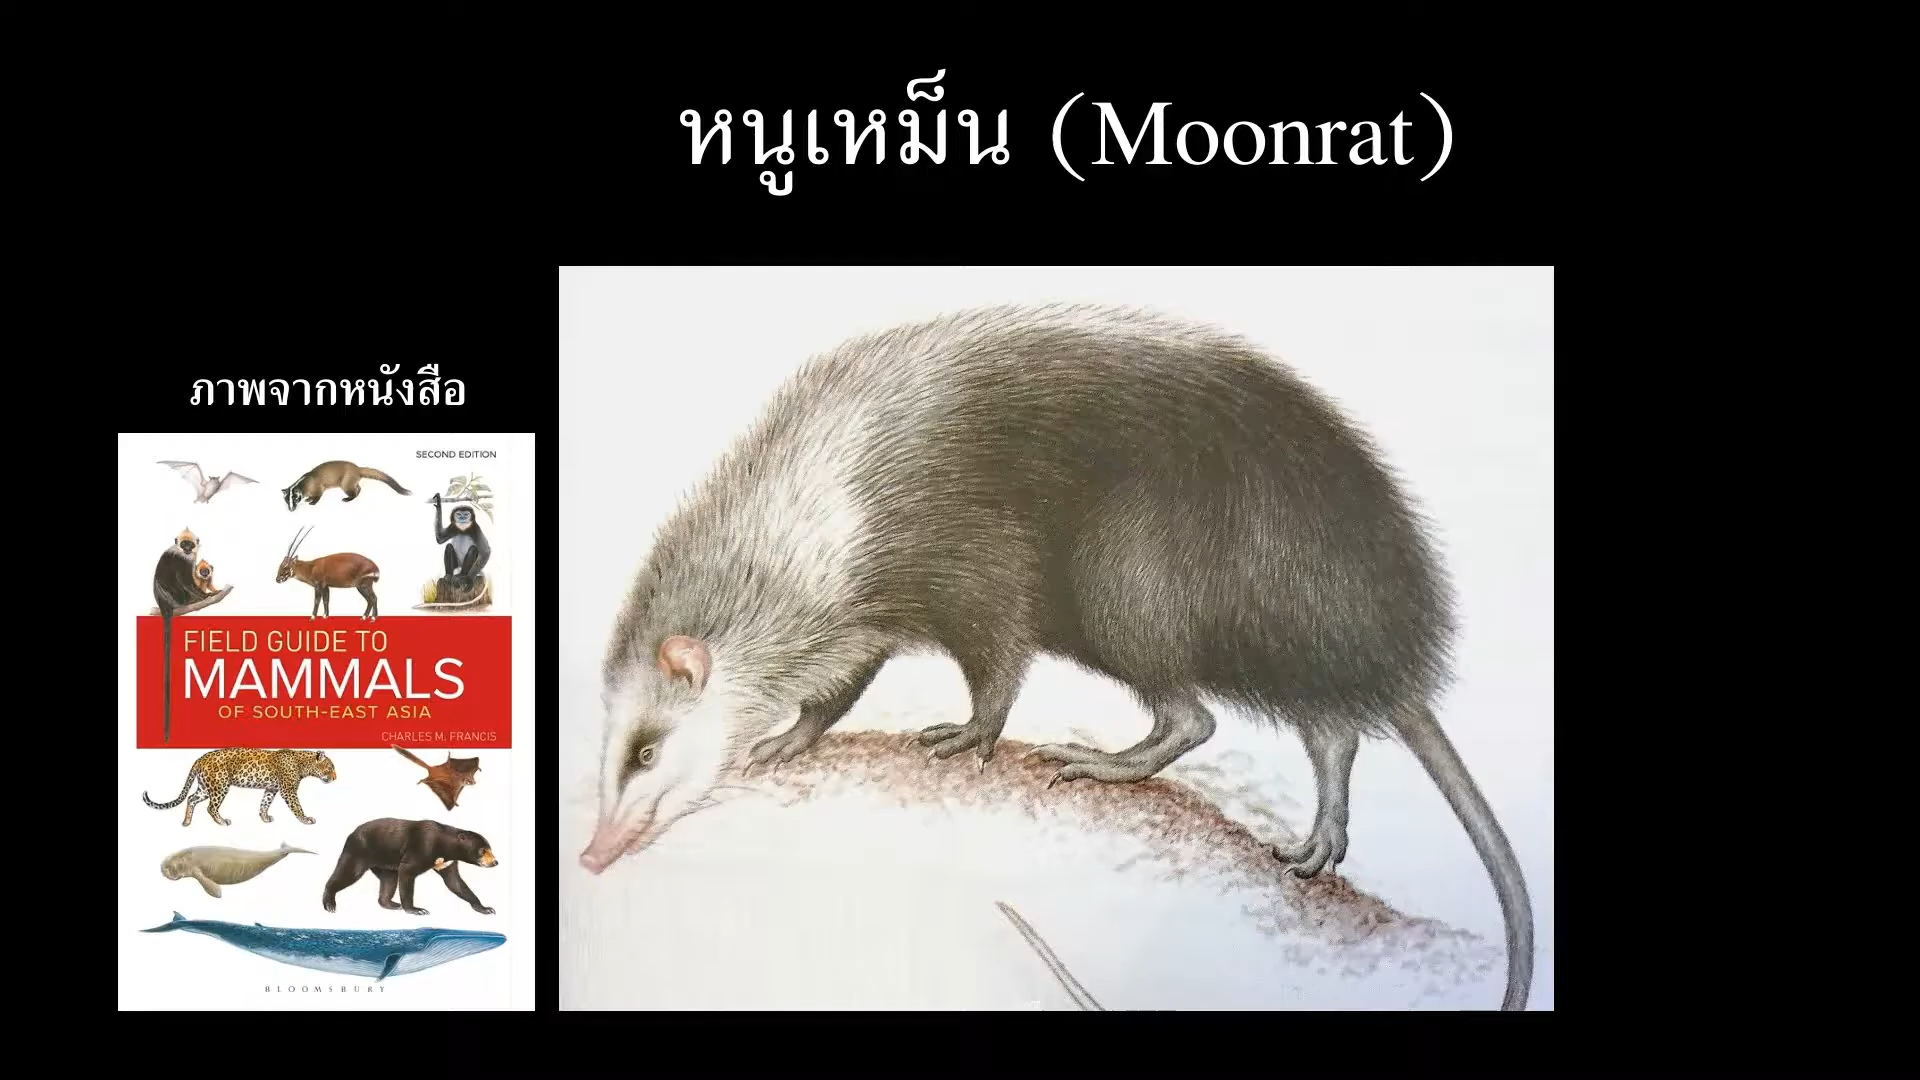 หนูเหม็น (Moonrat)
ภาพจากหนังสือ
SECOND EDITION
FIELD GUIDE TO
MAMMALS
OF SOUTH-EAST ASIA
CHARLES M. FRANCIS
BLOOMSBURY